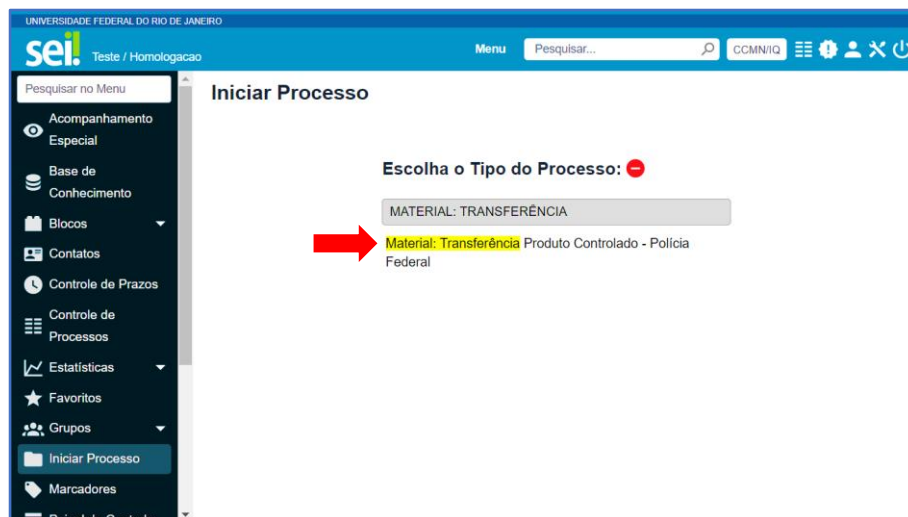 UNIVERSIDADE FEDERAL DO RIO DE JANEIRO
sei! Teste / Homologacao
Menu
Pesquisar...
CCMN/IQ
Pesquisar no Menu
Acompanhamento
Especial
Base de
Conhecimento
Blocos
Contatos
Controle de Prazos
Controle de
Processos
Estatísticas
Favoritos
Grupos
Iniciar Processo
Marcadores
Iniciar Processo
Escolha o Tipo do Processo:
MATERIAL: TRANSFERÊNCIA
Material: Transferência Produto Controlado - Polícia
Federal